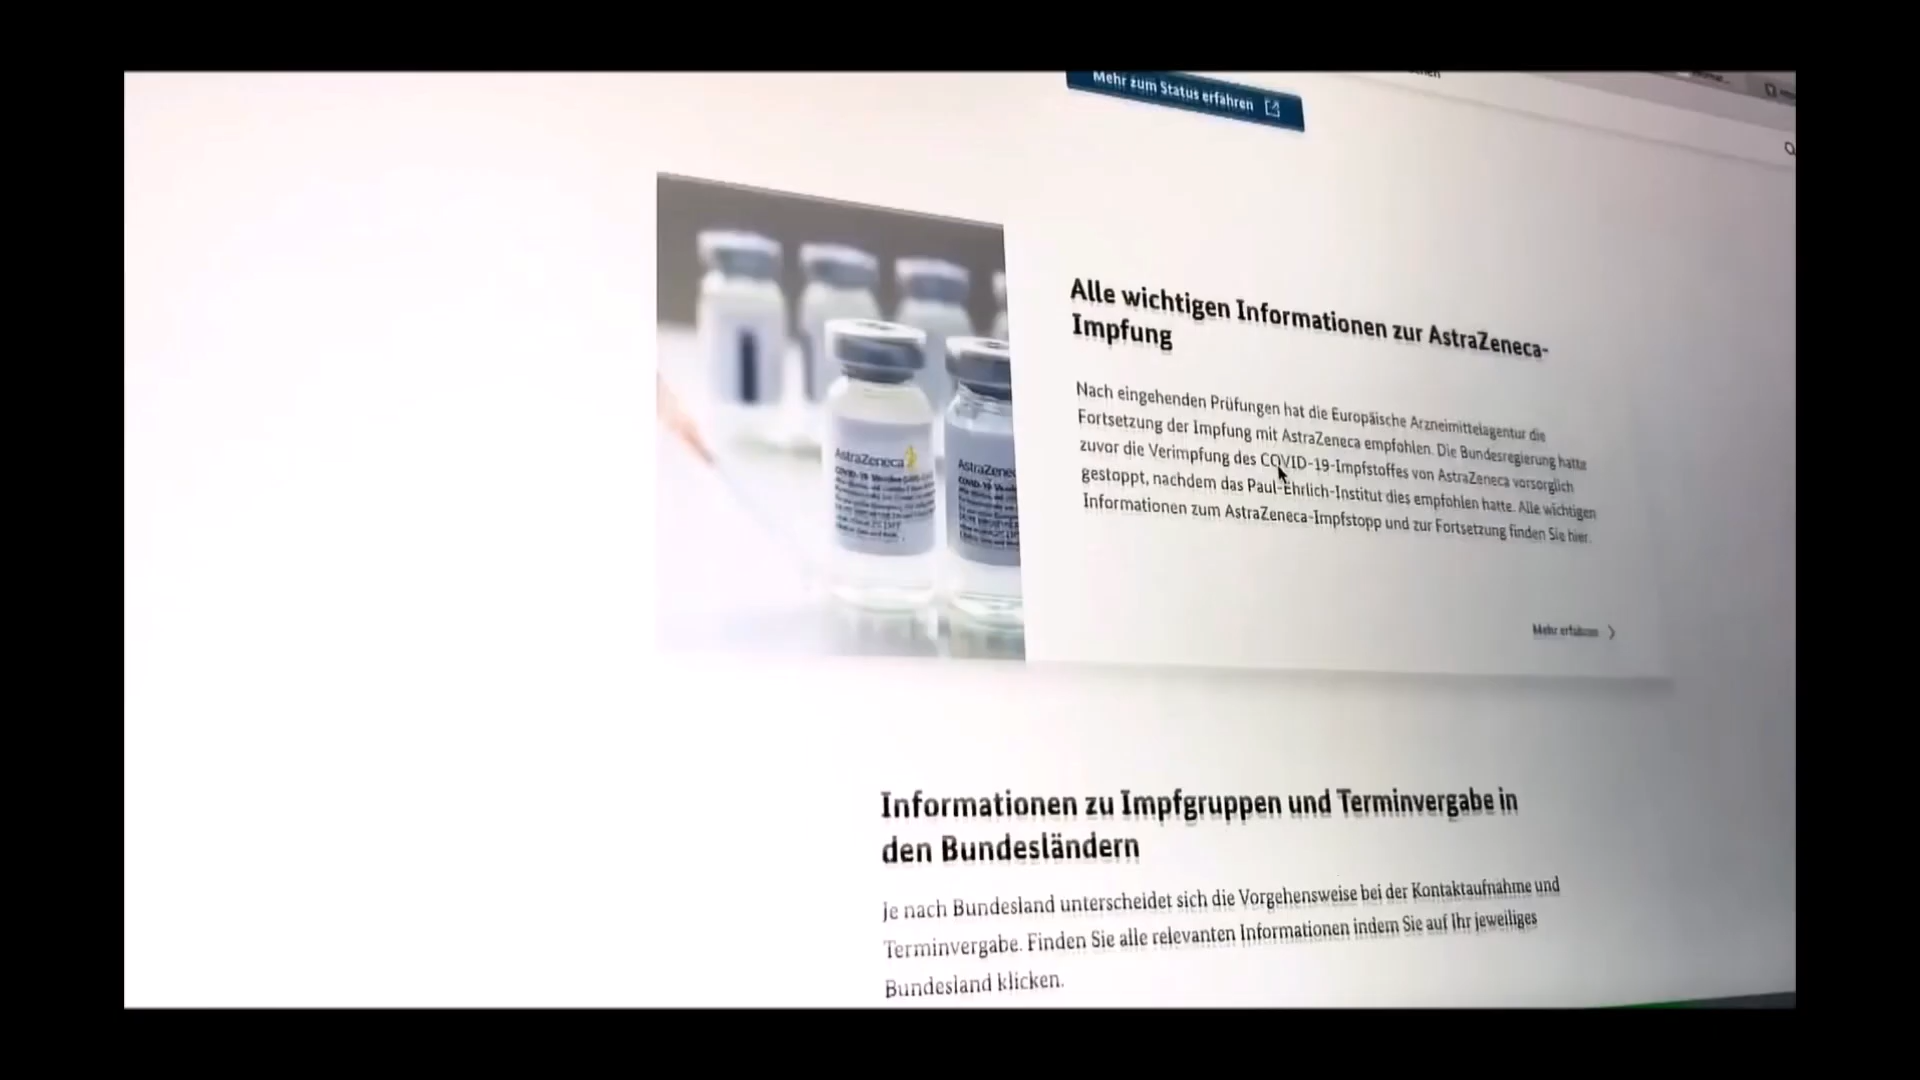 Mehr zum Status erfahren
Alle wichtigen Informationen zur AstraZeneca-
Impfung
Nach eingehenden Prüfungen hat die Europäische Arzneimittelagentur die
Fortsetzung der Impfung mit AstraZeneca empfohlen. Die Bundesregierung hatte
zuvor die Verimpfung des COVID-19-Impfstoffes von AstraZeneca vorsorglich
gestoppt, nachdem das Paul-Ehrlich-Institut dies empfohlen hatte. Alle wichtigen
Informationen zum AstraZeneca-Impfstopp und zur Fortsetzung finden Sie hier.
AstraZeneca
AstraZenec
Mehr erfahren
Informationen zu Impfgruppen und Terminvergabe in
den Bundesländern
Je nach Bundesland unterscheidet sich die Vorgehensweise bei der Kontaktaufnahme und
Terminvergabe. Finden Sie alle relevanten Informationen indem Sie auf Ihr jeweiliges
Bundesland klicken.